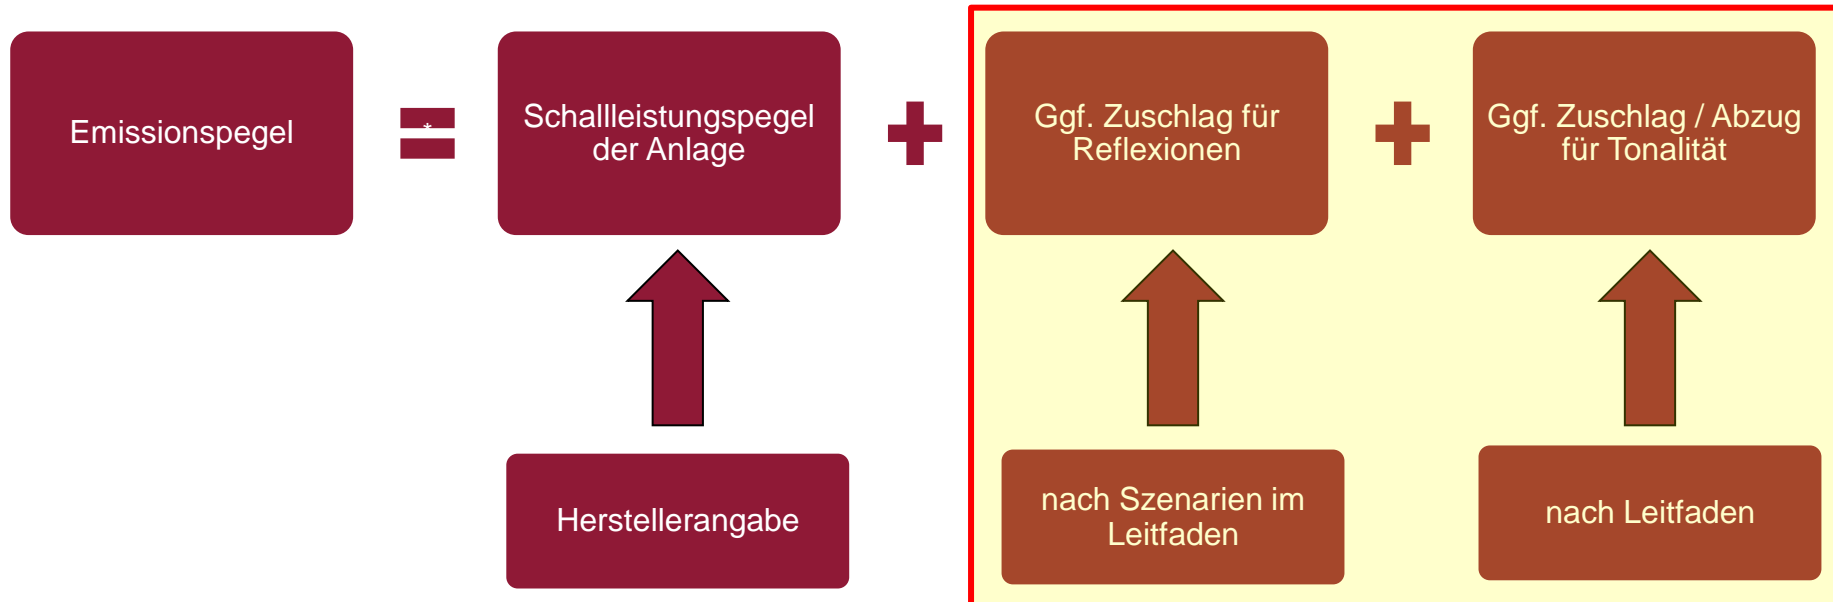 Emissionspegel
*
Schallleistungspegel
der Anlage
Ggf. Zuschlag für
Reflexionen
Ggf. Zuschlag / Abzug
für Tonalität
Herstellerangabe
nach Szenarien im
Leitfaden
nach Leitfaden